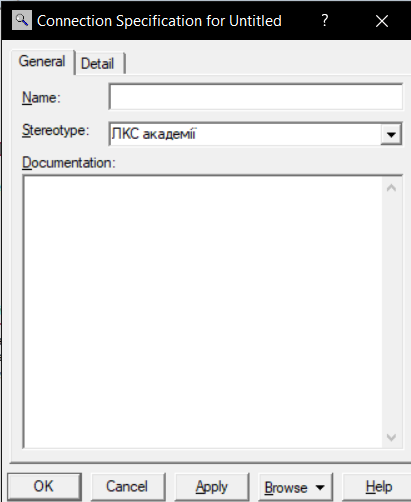 Connection Specification for Untitled ?
General Detail
Name:
Stereotype: ЛКС академії
Documentation:
OK Cancel Apply Browse Help